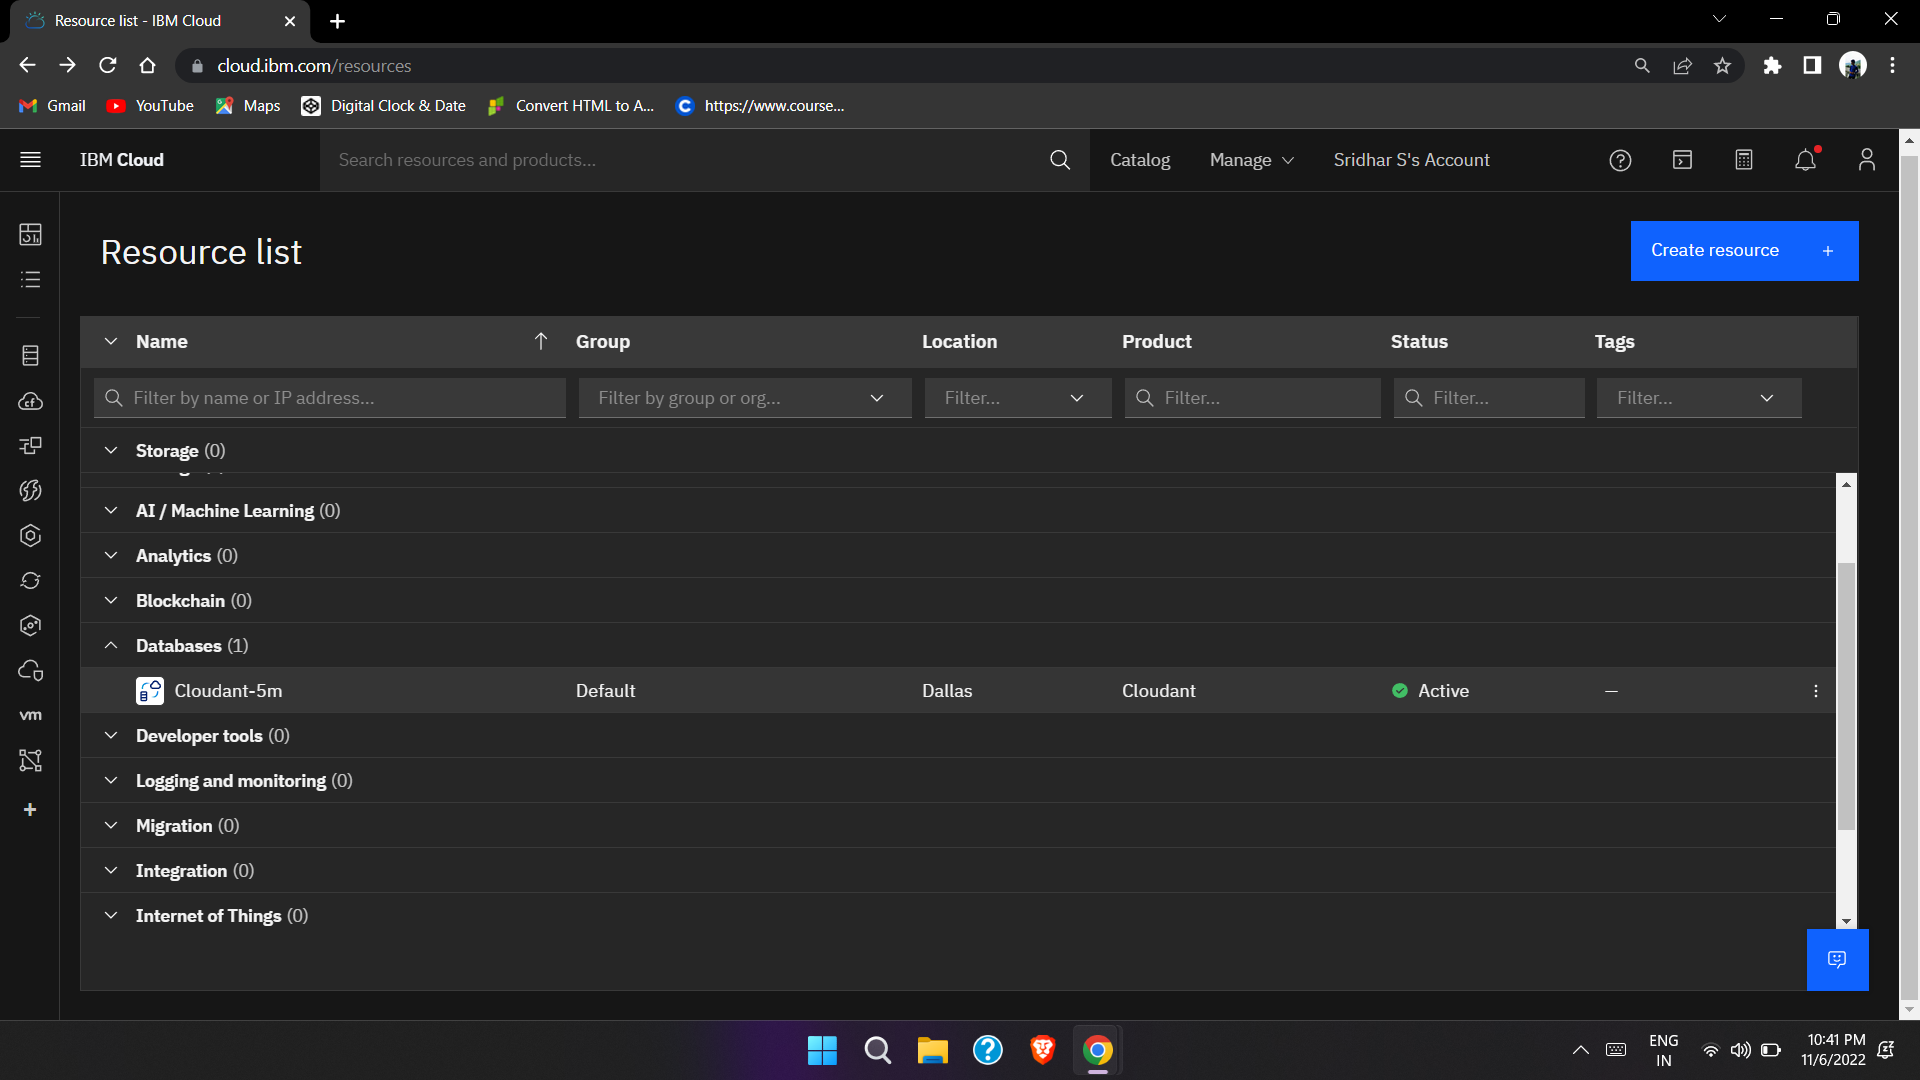 Resource list - IBM Cloud
cloud.ibm.com/resources
Gmail YouTube Maps Digital Clock & Date Convert HTML to A... https://www.course...
IBM Cloud Search resources and products... Catalog Manage Sridhar S's Account
Resource list
Create resource +
Name Group Location Product Status Tags
Filter by name or IP address... Filter by group or org... Filter... Filter... Filter... Filter...
Storage (0)
AI / Machine Learning (0)
Analytics (0)
Blockchain (0)
Databases (1)
Cloudant-5m Default Dallas Cloudant Active —
Developer tools (0)
Logging and monitoring (0)
vm
Migration (0)
Integration (0)
Internet of Things (0)
ENG
IN
10:41 PM
11/6/2022